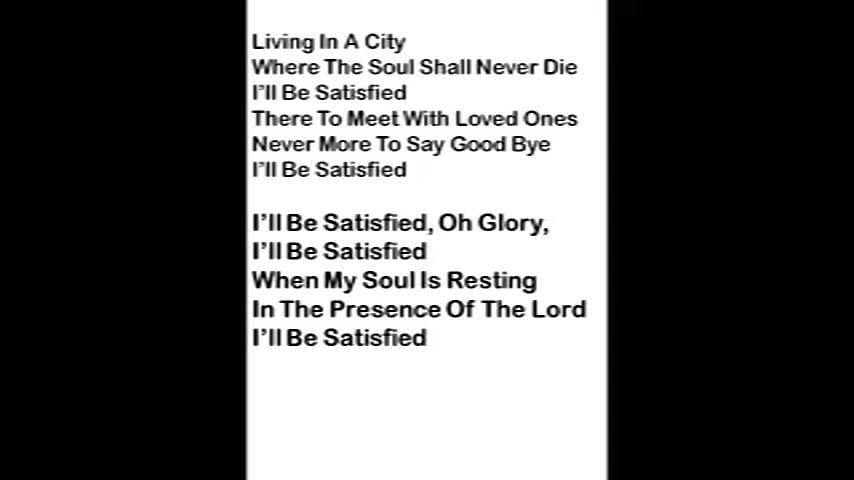 Living In A City
Where The Soul Shall Never Die
I'll Be Satisfied
There To Meet With Loved Ones
Never More To Say Good Bye
I'll Be Satisfied
I'll Be Satisfied, Oh Glory,
I'll Be Satisfied
When My Soul Is Resting
In The Presence Of The Lord
I'll Be Satisfied